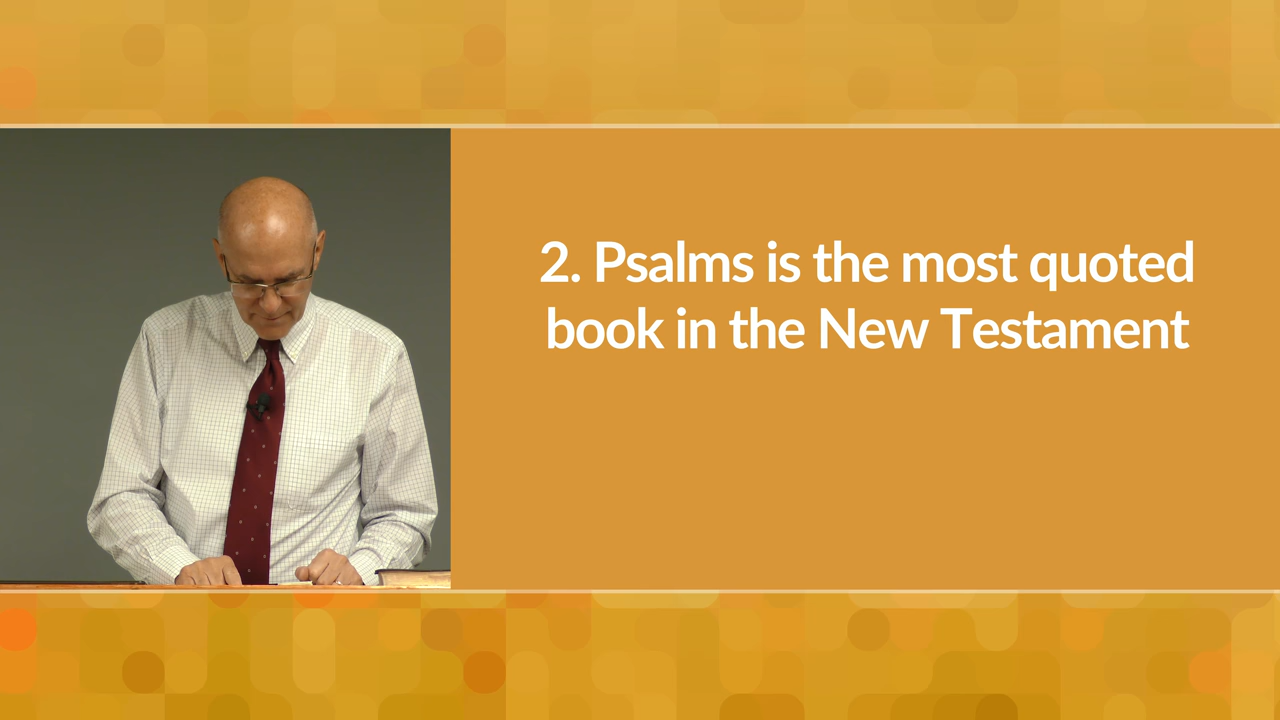 2. Psalms is the most quoted
book in the New Testament